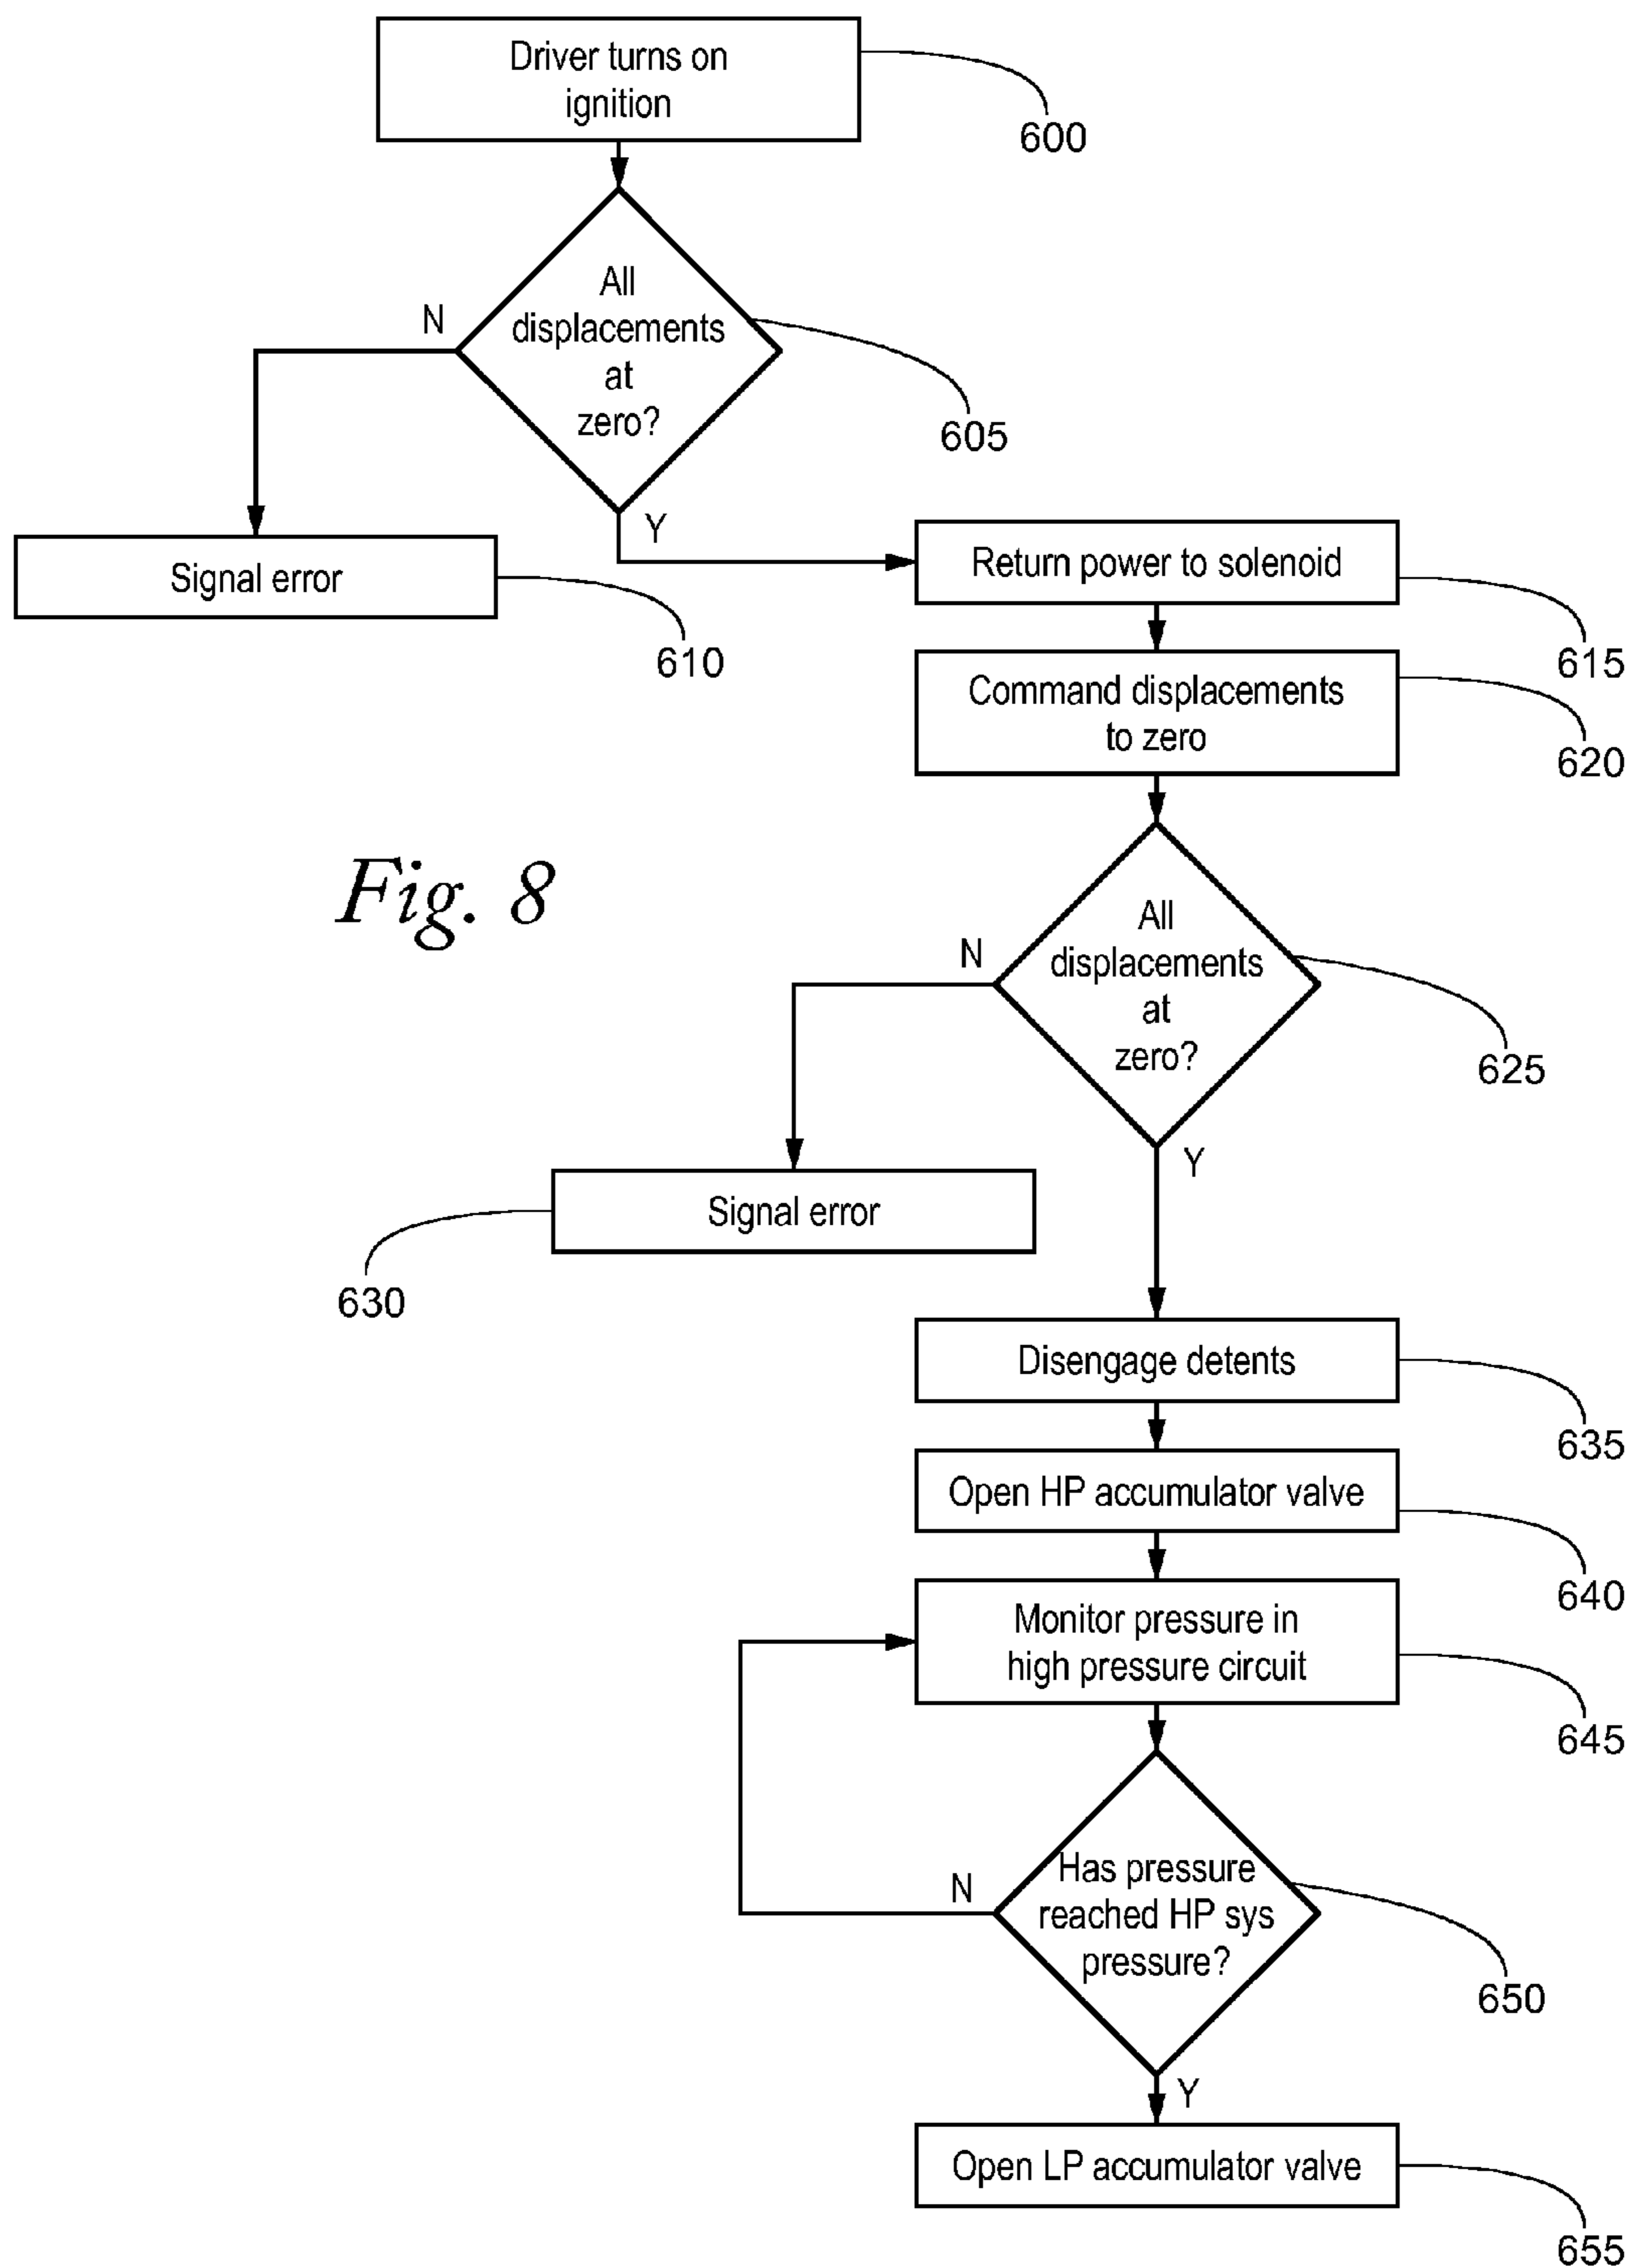 Driver turns on
ignition
600
All
displacements
at
zero?
N
605
Y
Signal error
610
Return power to solenoid
615
Command displacements
to zero
620
Fig. 8
All
displacements
at
zero?
N
625
Y
Signal error
630
Disengage detents
635
Open HP accumulator valve
640
Monitor pressure in
high pressure circuit
645
Has pressure
reached HP sys
pressure?
N
650
Y
Open LP accumulator valve
655